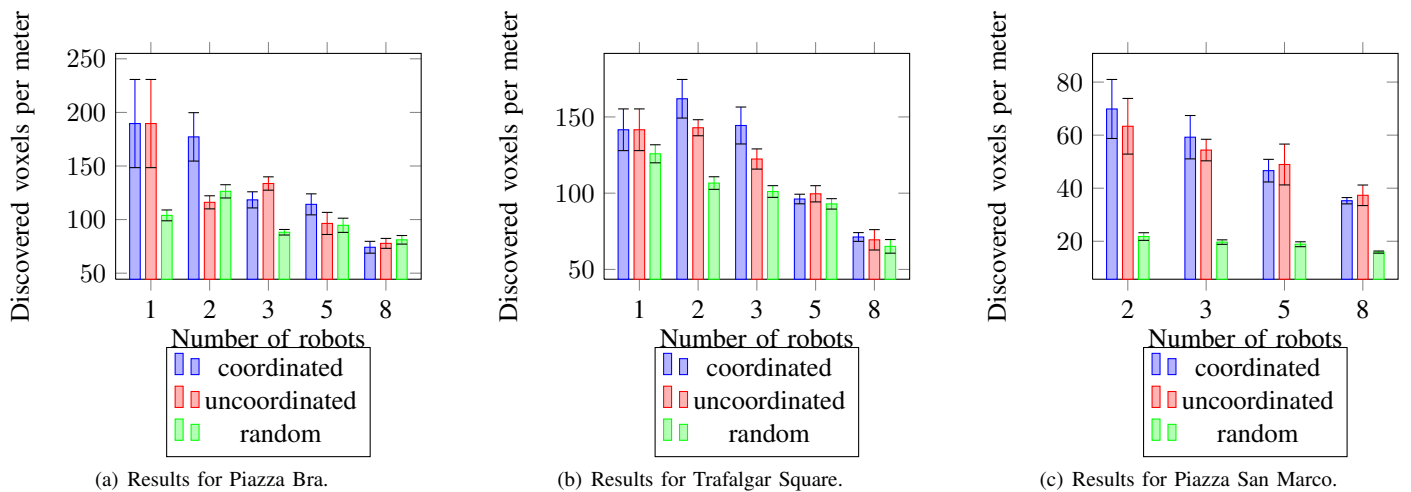 Discovered voxels per meter
250
200
150
100
50
1 2 3 5 8
Number of robots
coordinated
uncoordinated
random
(a) Results for Piazza Bra.
Discovered voxels per meter
150
100
50
1 2 3 5 8
Number of robots
coordinated
uncoordinated
random
(b) Results for Trafalgar Square.
Discovered voxels per meter
80
60
40
20
2 3 5 8
Number of robots
coordinated
uncoordinated
random
(c) Results for Piazza San Marco.